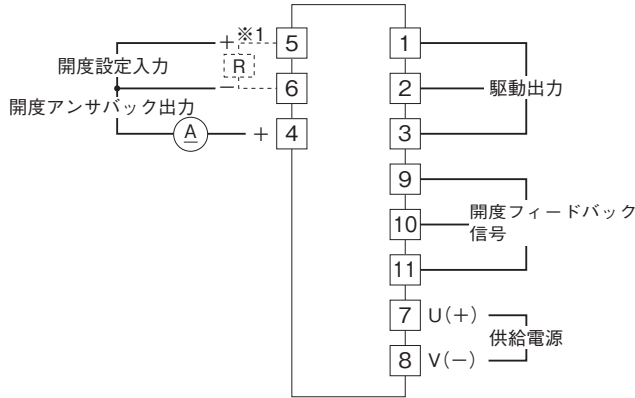 + ※1 5
開度設定入力
R
− 6
開度アンサバック出力
A + 4
1
2 駆動出力
3
9
10 開度フィードバック
信号
11
7 U(+)
供給電源
8 V(−)